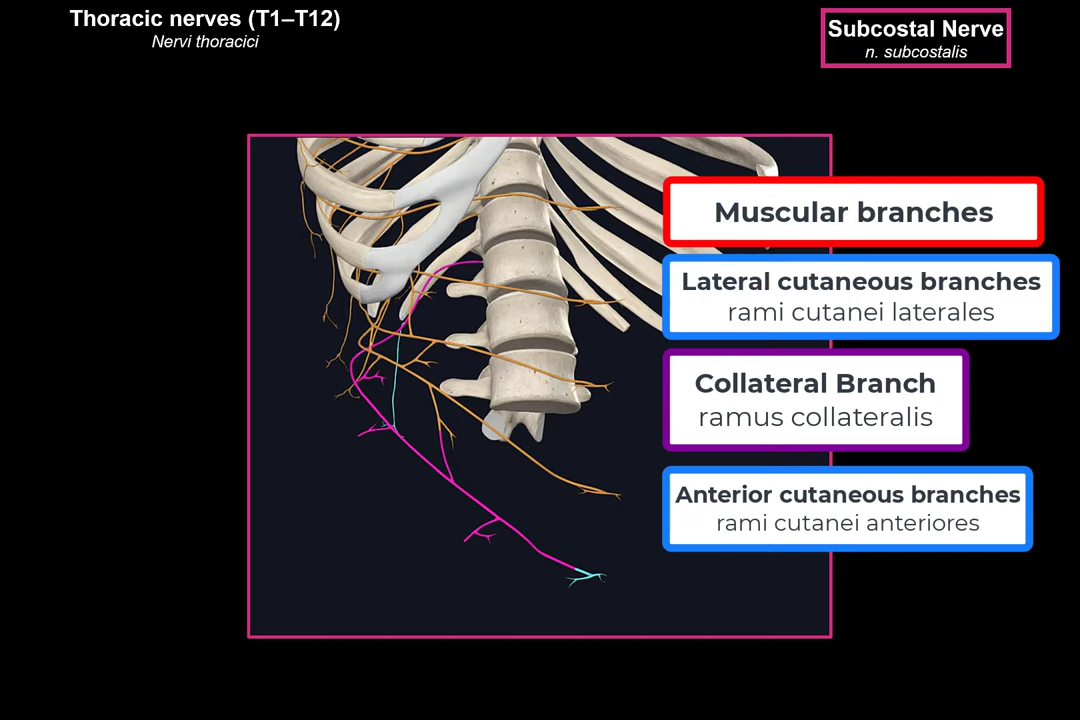 Thoracic nerves (T1–T12)
Nervi thoracici
Subcostal Nerve
n. subcostalis
Muscular branches
Lateral cutaneous branches
rami cutanei laterales
Collateral Branch
ramus collateralis
Anterior cutaneous branches
rami cutanei anteriores